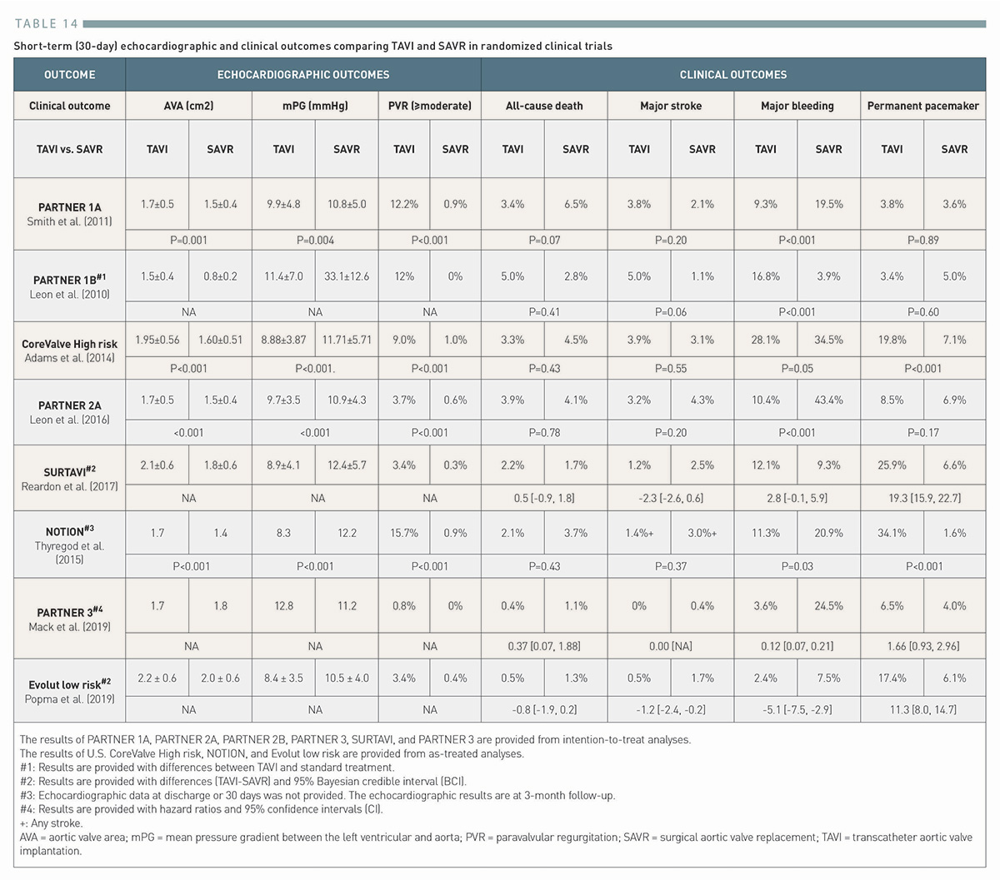 TABLE 14
Short-term (30-day) echocardiographic and clinical outcomes comparing TAVI and SAVR in randomized clinical trials
OUTCOME ECHOCARDIOGRAPHIC OUTCOMES CLINICAL OUTCOMES
Clinical outcome AVA (cm2) mPG (mmHg) PVR (≥moderate) All-cause death Major stroke Major bleeding Permanent pacemaker
TAVI vs. SAVR TAVI SAVR TAVI SAVR TAVI SAVR TAVI SAVR TAVI SAVR TAVI SAVR TAVI SAVR
PARTNER 1A 1.7±0.5 1.5±0.4 9.9±4.8 10.8±5.0 12.2% 0.9% 3.4% 6.5% 3.8% 2.1% 9.3% 19.5% 3.8% 3.6%
Smith et al. (2011)
P=0.001 P=0.004 P<0.001 P=0.07 P=0.20 P<0.001 P=0.89
PARTNER 1B#1 1.5±0.4 0.8±0.2 11.4±7.0 33.1±12.6 12% 0% 5.0% 2.8% 5.0% 1.1% 16.8% 3.9% 3.4% 5.0%
Leon et al. (2010)
NA NA NA P=0.41 P=0.06 P<0.001 P=0.60
CoreValve High risk 1.95±0.56 1.60±0.51 8.88±3.87 11.71±5.71 9.0% 1.0% 3.3% 4.5% 3.9% 3.1% 28.1% 34.5% 19.8% 7.1%
Adams et al. (2014)
P<0.001 P<0.001. P<0.001 P=0.43 P=0.55 P=0.05 P<0.001
PARTNER 2A 1.7±0.5 1.5±0.4 9.7±3.5 10.9±4.3 3.7% 0.6% 3.9% 4.1% 3.2% 4.3% 10.4% 43.4% 8.5% 6.9%
Leon et al. (2016)
<0.001 <0.001 P<0.001 P=0.78 P=0.20 P<0.001 P=0.17
SURTAVI#2 2.1±0.6 1.8±0.6 8.9±4.1 12.4±5.7 3.4% 0.3% 2.2% 1.7% 1.2% 2.5% 12.1% 9.3% 25.9% 6.6%
Reardon et al. (2017)
NA NA NA 0.5 [-0.9, 1.8] -2.3 [-2.6, 0.6] 2.8 [-0.1, 5.9] 19.3 [15.9, 22.7]
NOTION#3 1.7 1.4 8.3 12.2 15.7% 0.9% 2.1% 3.7% 1.4%+ 3.0%+ 11.3% 20.9% 34.1% 1.6%
Thyregod et al.
(2015)
P<0.001 P<0.001 P<0.001 P=0.43 P=0.37 P=0.03 P<0.001
PARTNER 3#4 1.7 1.8 12.8 11.2 0.8% 0% 0.4% 1.1% 0% 0.4% 3.6% 24.5% 6.5% 4.0%
Mack et al. (2019)
NA NA NA 0.37 [0.07, 1.88] 0.00 [NA] 0.12 [0.07, 0.21] 1.66 [0.93, 2.96]
Evolut low risk#2 2.2 ± 0.6 2.0 ± 0.6 8.4 ± 3.5 10.5 ± 4.0 3.4% 0.4% 0.5% 1.3% 0.5% 1.7% 2.4% 7.5% 17.4% 6.1%
Popma et al. (2019)
NA NA NA -0.8 [-1.9, 0.2] -1.2 [-2.4, -0.2] -5.1 [-7.5, -2.9] 11.3 [8.0, 14.7]
The results of PARTNER 1A, PARTNER 2A, PARTNER 2B, PARTNER 3, SURTAVI, and PARTNER 3 are provided from intention-to-treat analyses.
The results of U.S. CoreValve High risk, NOTION, and Evolut low risk are provided from as-treated analyses.
#1: Results are provided with differences between TAVI and standard treatment.
#2: Results are provided with differences (TAVI-SAVR) and 95% Bayesian credible interval (BCI).
#3: Echocardiographic data at discharge or 30 days was not provided. The echocardiographic results are at 3-month follow-up.
#4: Results are provided with hazard ratios and 95% confidence intervals (CI).
+: Any stroke.
AVA = aortic valve area; mPG = mean pressure gradient between the left ventricular and aorta; PVR = paravalvular regurgitation; SAVR = surgical aortic valve replacement; TAVI = transcatheter aortic valve
implantation.